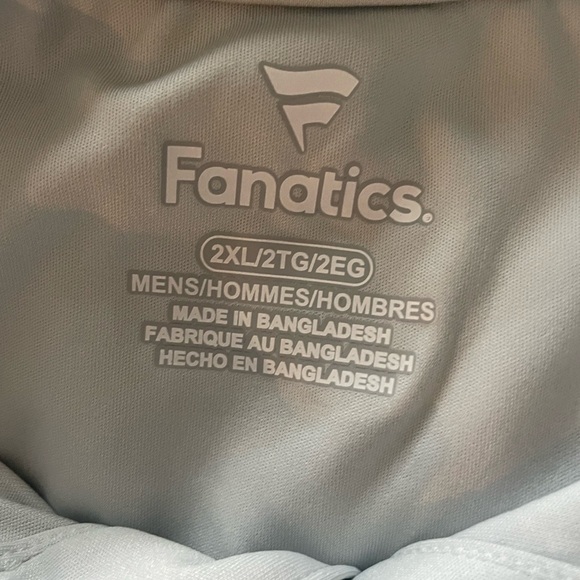 Fanatics.
2XL/2TG/2EG
MENS/HOMMES/HOMBRES
MADE IN BANGLADESH
FABRIQUE AU BANGLADESH
HECHO EN BANGLADESH